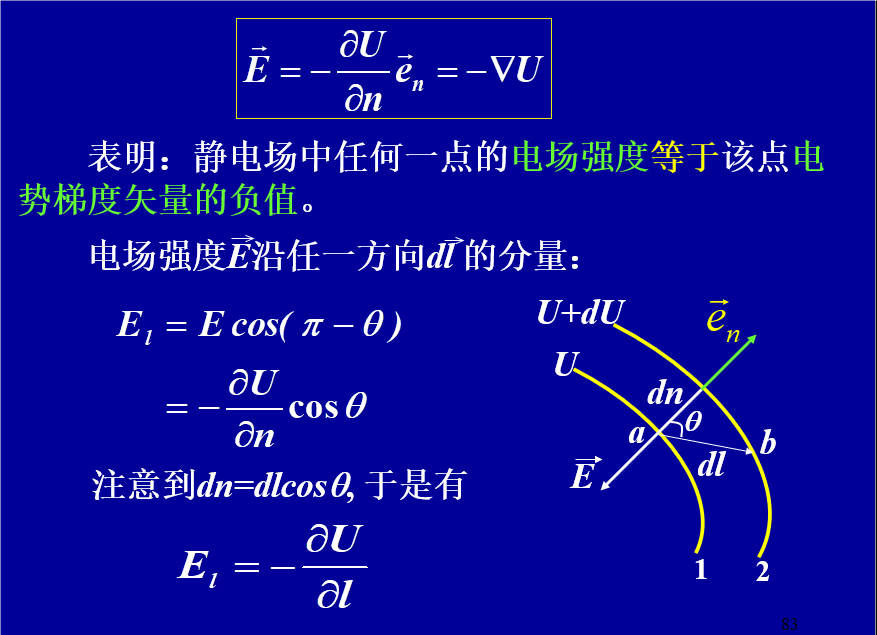 $\vec{E} = -\frac{\partial U}{\partial n}\vec{e}_n = -\nabla U$
表明：静电场中任何一点的电场强度等于该点电
势梯度矢量的负值。
电场强度$\vec{E}$沿任一方向$\vec{dl}$的分量：
$E_l = E\cos(\pi - \theta)$
$= -\frac{\partial U}{\partial n}\cos\theta$
注意到dn=dlcosθ, 于是有
$E_l = -\frac{\partial U}{\partial l}$
U+dU
$\vec{e}_n$
U
dn
θ
a
b
dl
$\vec{E}$
1
2
83